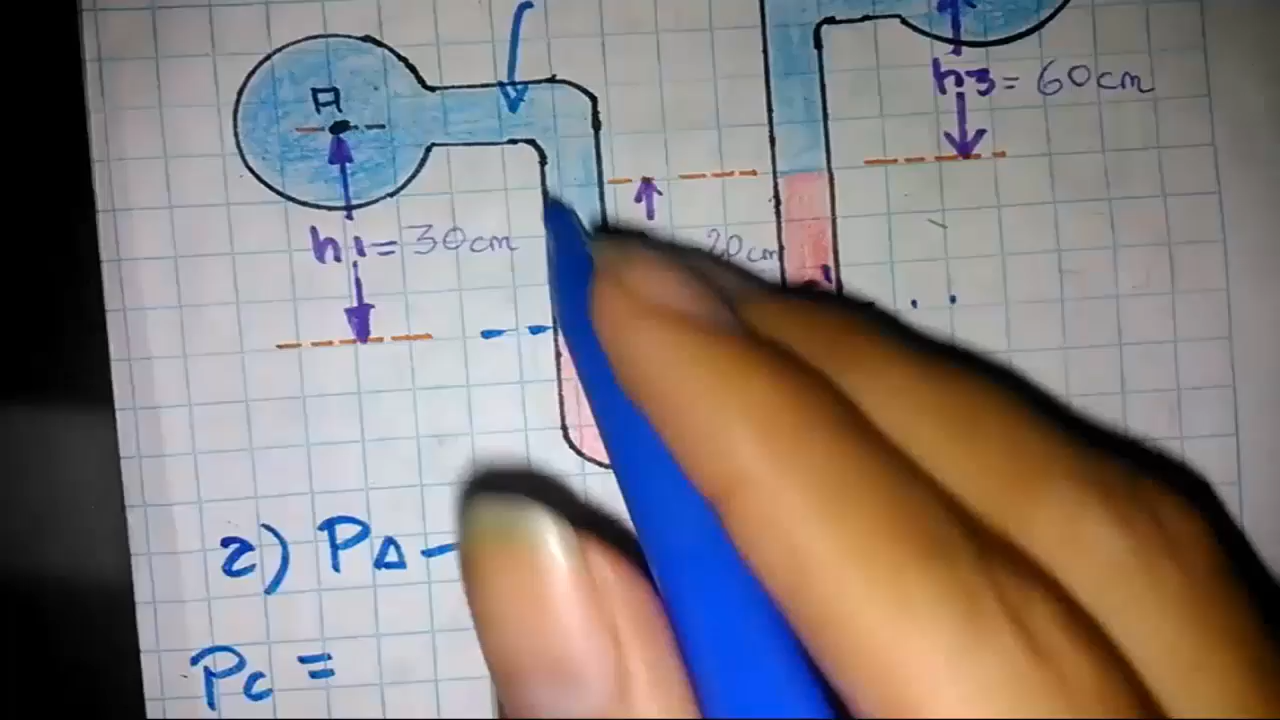 A
h3 = 60cm
h1 = 30cm
20cm
2) PA -
Pc =